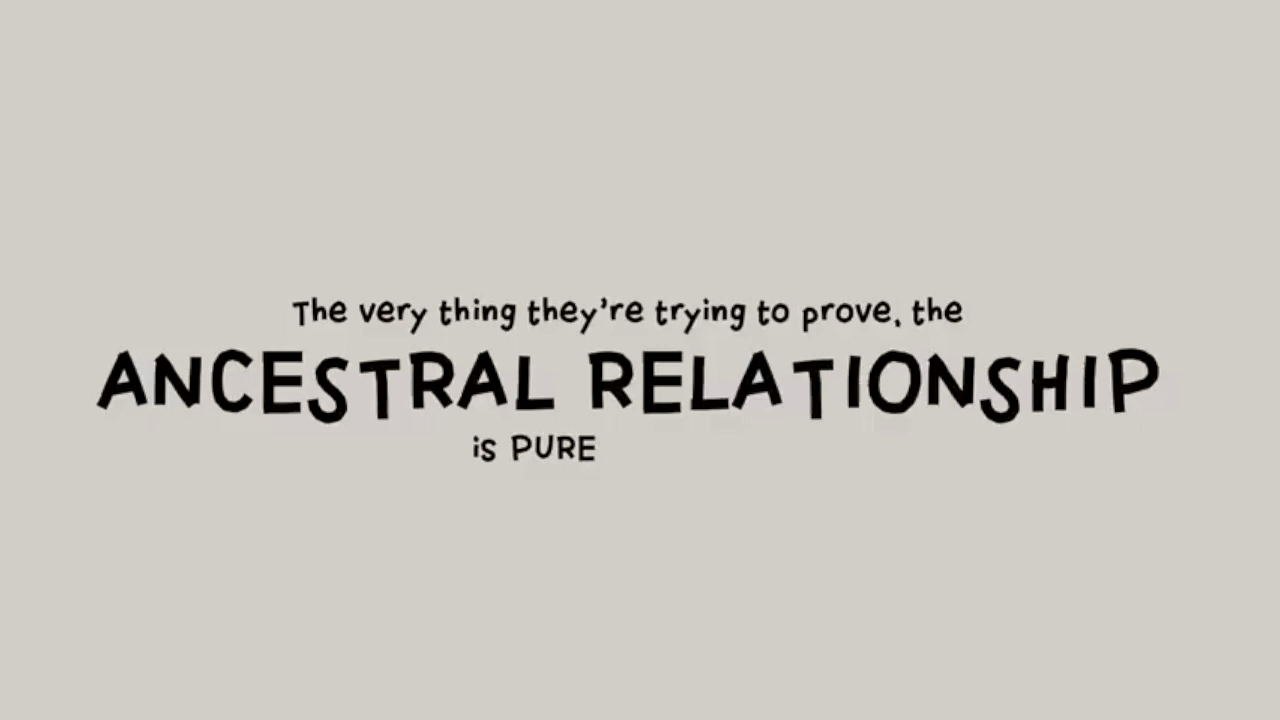 The very thing they're trying to prove, the
ANCESTRAL RELATIONSHIP
is PURE